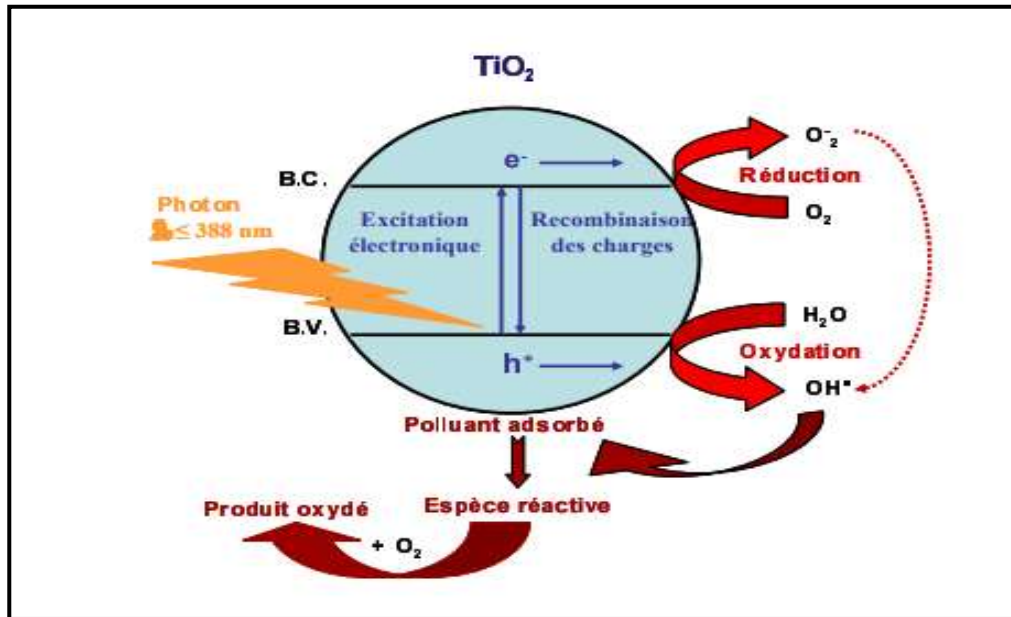 TiO₂
e⁻
B.C.
Photon
≤ 388 nm
Excitation
électronique
Recombinaison
des charges
B.V.
h⁺
O⁻₂
Réduction
O₂
H₂O
Oxydation
OH•
Polluant adsorbé
Espèce réactive
Produit oxydé
+ O₂